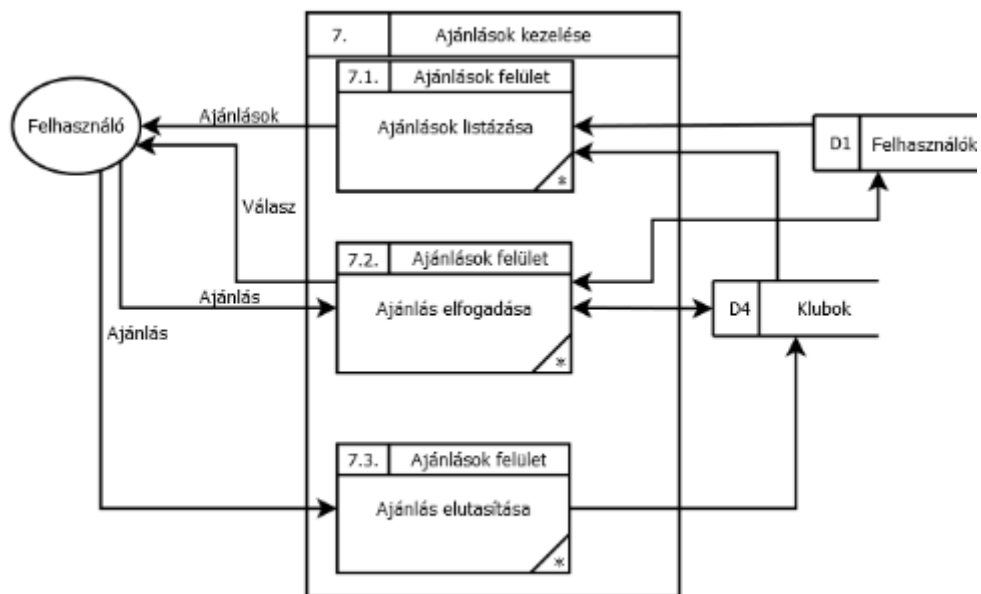 7. Ajánlások kezelése
7.1. Ajánlások felület
Ajánlások listázása
*
Felhasználó
Ajánlások
D1 Felhasználók
Válasz
7.2. Ajánlások felület
Ajánlás elfogadása
*
Ajánlás
D4 Klubok
Ajánlás
7.3. Ajánlások felület
Ajánlás elutasítása
*